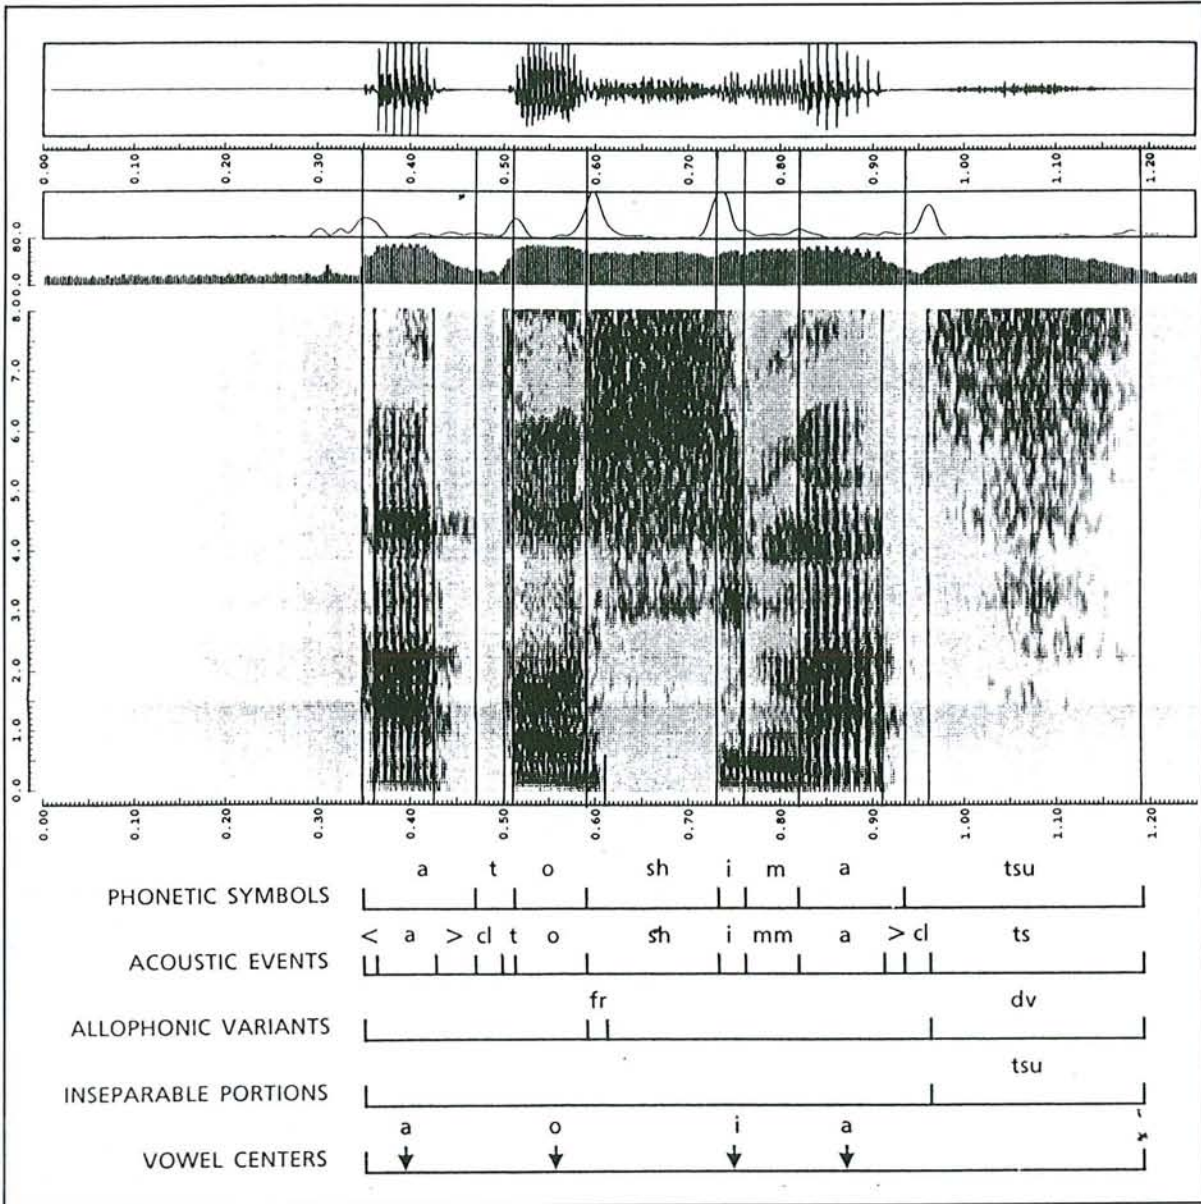 0.00 0.10 0.20 0.30 0.40 0.50 0.60 0.70 0.80 0.90 1.00 1.10 1.20
80.0
0.0
8.0
7.0
6.0
5.0
4.0
3.0
2.0
1.0
0.0
0.00 0.10 0.20 0.30 0.40 0.50 0.60 0.70 0.80 0.90 1.00 1.10 1.20
a t o sh i m a tsu
PHONETIC SYMBOLS
< a > cl t o sh i mm a > cl ts
ACOUSTIC EVENTS
fr dv
ALLOPHONIC VARIANTS
tsu
INSEPARABLE PORTIONS
a o i a
VOWEL CENTERS